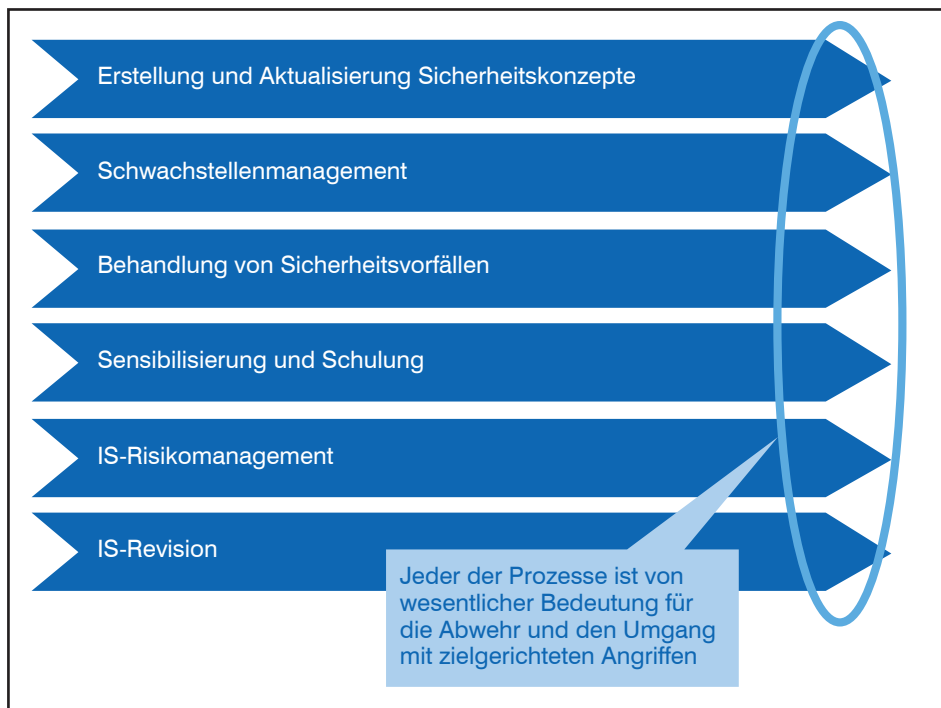 Erstellung und Aktualisierung Sicherheitskonzepte
Schwachstellenmanagement
Behandlung von Sicherheitsvorfällen
Sensibilisierung und Schulung
IS-Risikomanagement
IS-Revision
Jeder der Prozesse ist von
wesentlicher Bedeutung für
die Abwehr und den Umgang
mit zielgerichteten Angriffen